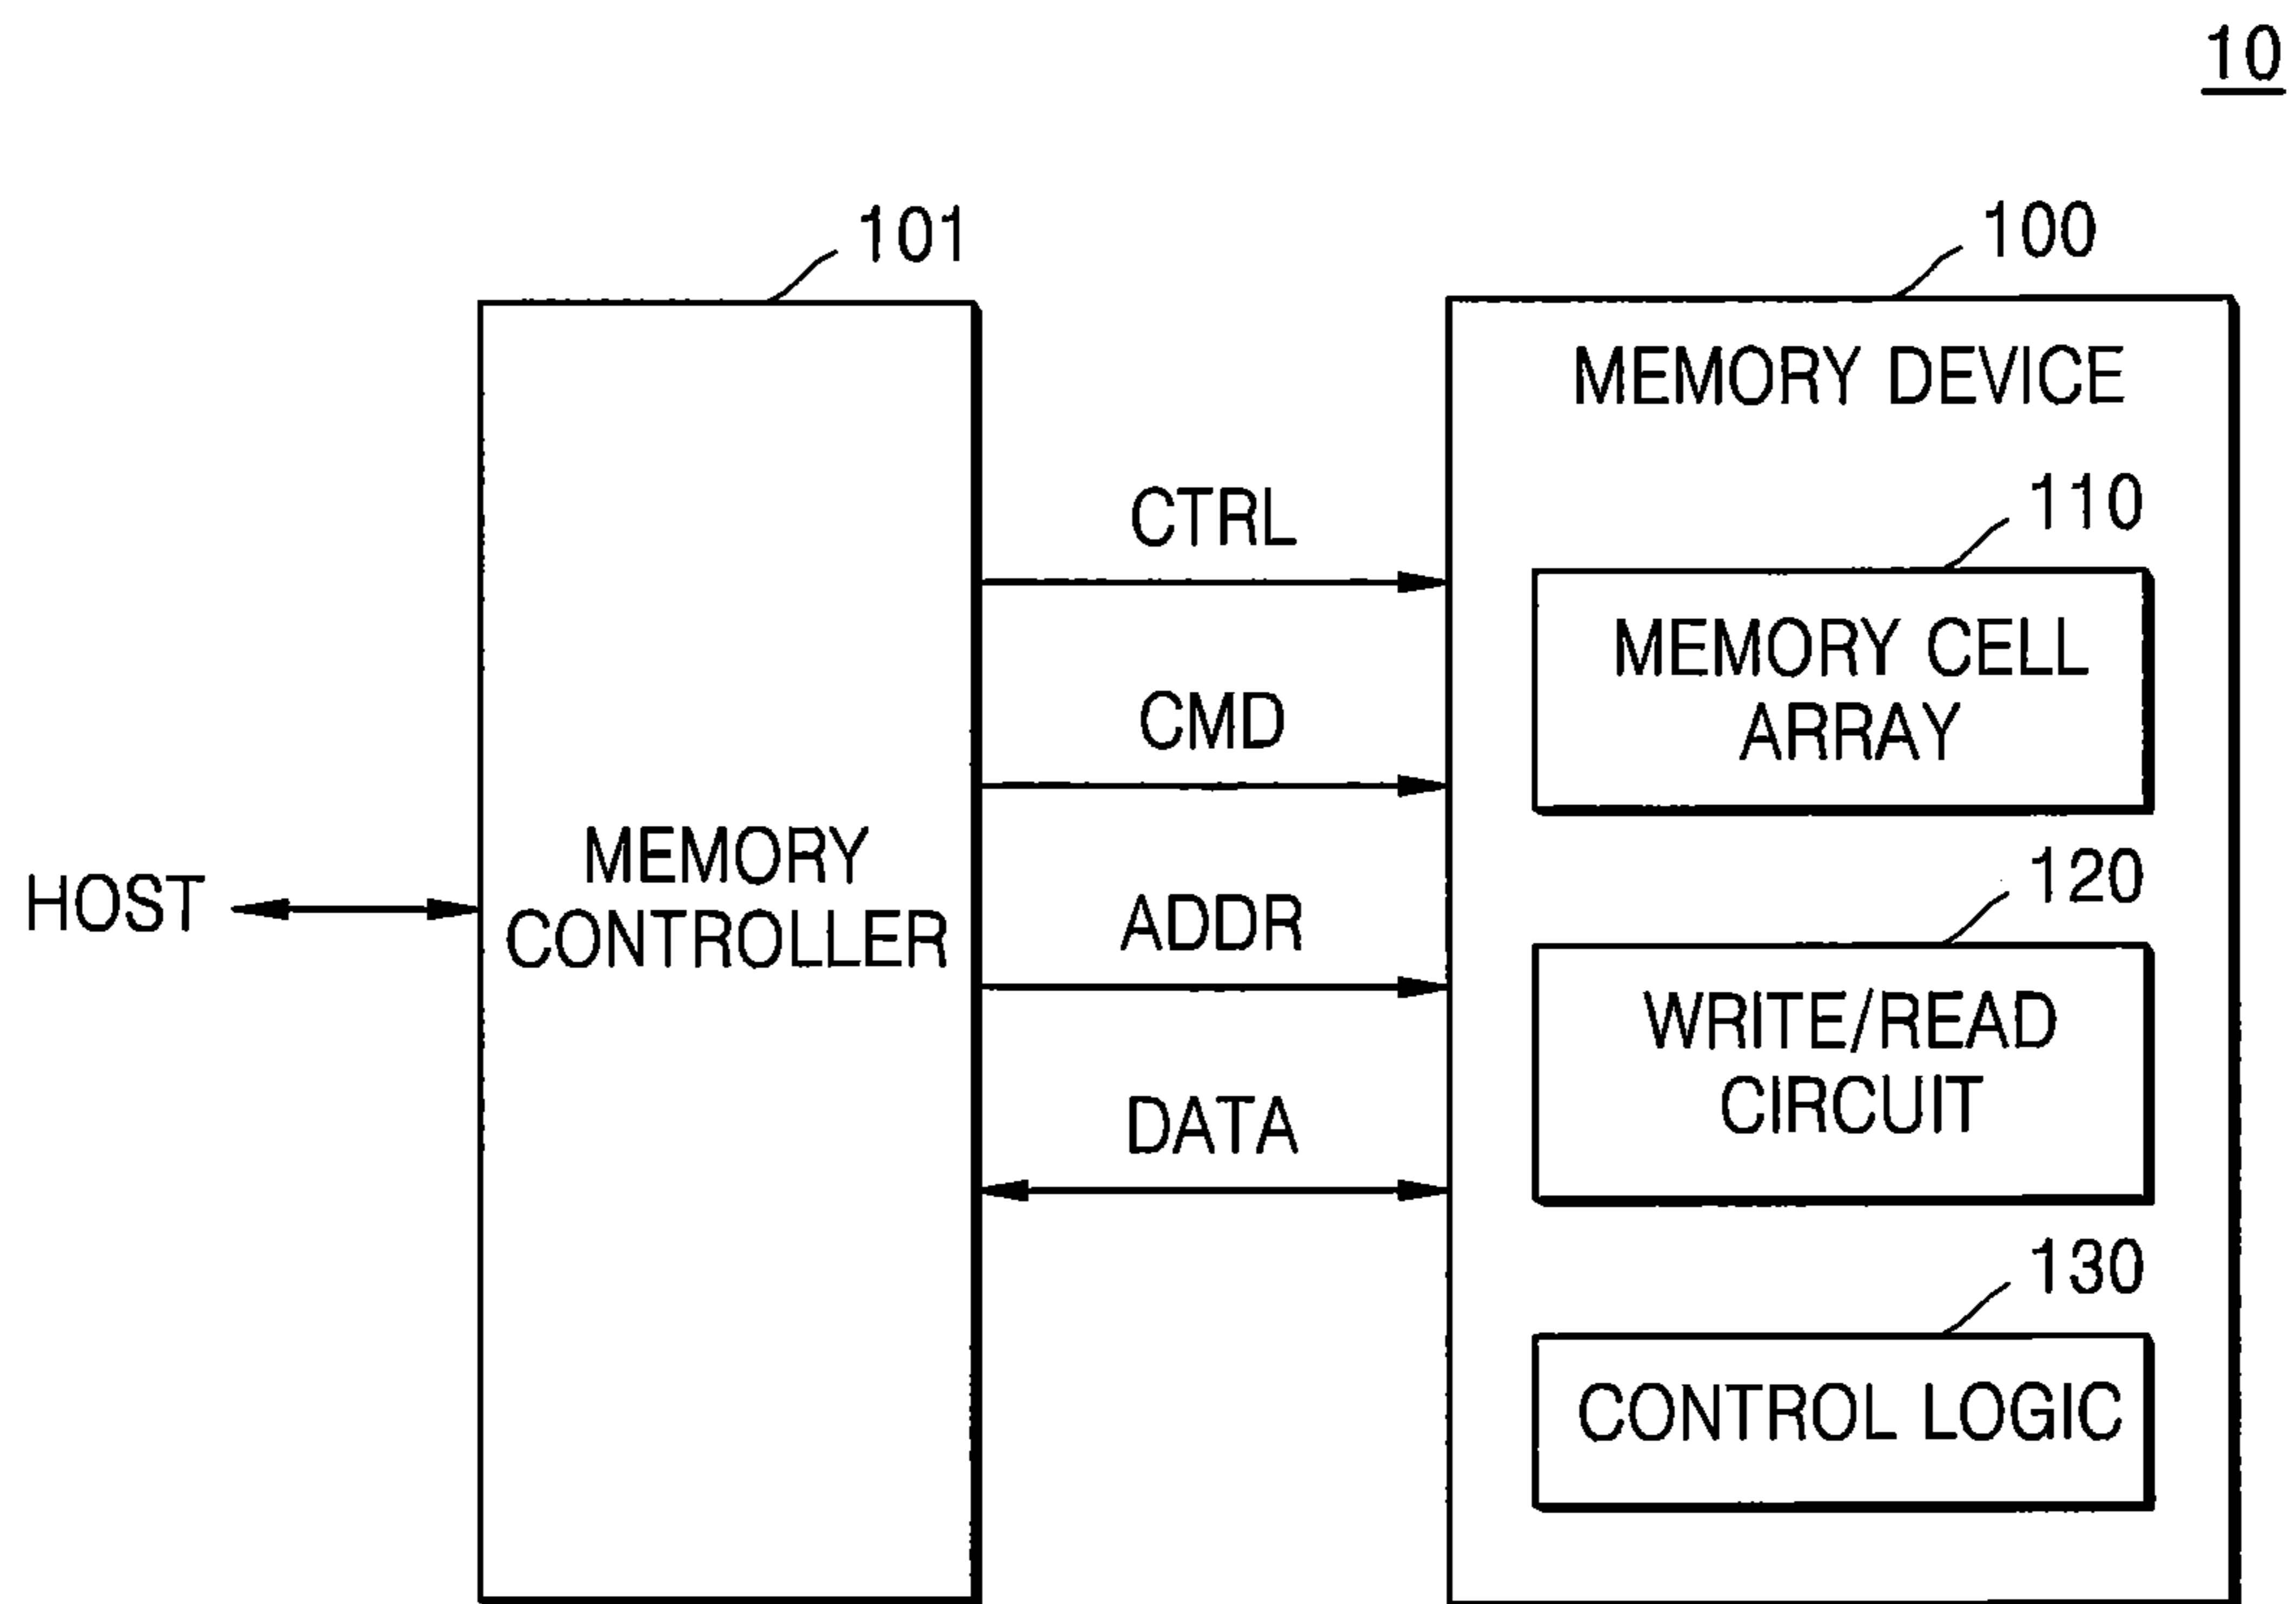 10
101
100
MEMORY DEVICE
110
CTRL
MEMORY CELL
ARRAY
CMD
MEMORY
CONTROLLER
HOST
120
ADDR
WRITE/READ
CIRCUIT
DATA
130
CONTROL LOGIC